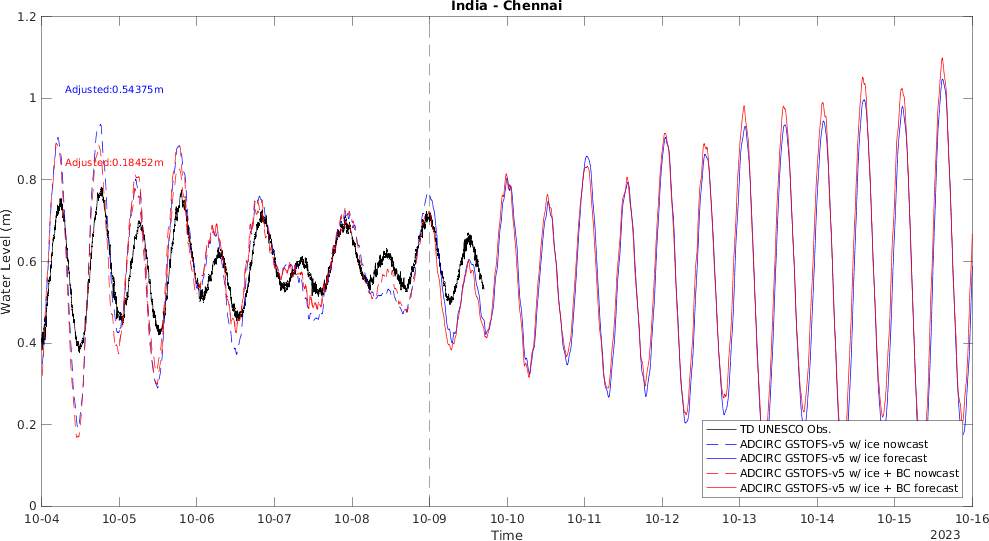 India - Chennai
1.2
1
0.8
0.6
0.4
0.2
0
Water Level (m)
Adjusted:0.54375m
Adjusted:0.18452m
TD UNESCO Obs.
ADCIRC GSTOFS-v5 w/ ice nowcast
ADCIRC GSTOFS-v5 w/ ice forecast
ADCIRC GSTOFS-v5 w/ ice + BC nowcast
ADCIRC GSTOFS-v5 w/ ice + BC forecast
10-04 10-05 10-06 10-07 10-08 10-09 10-10 10-11 10-12 10-13 10-14 10-15 10-16
Time
2023